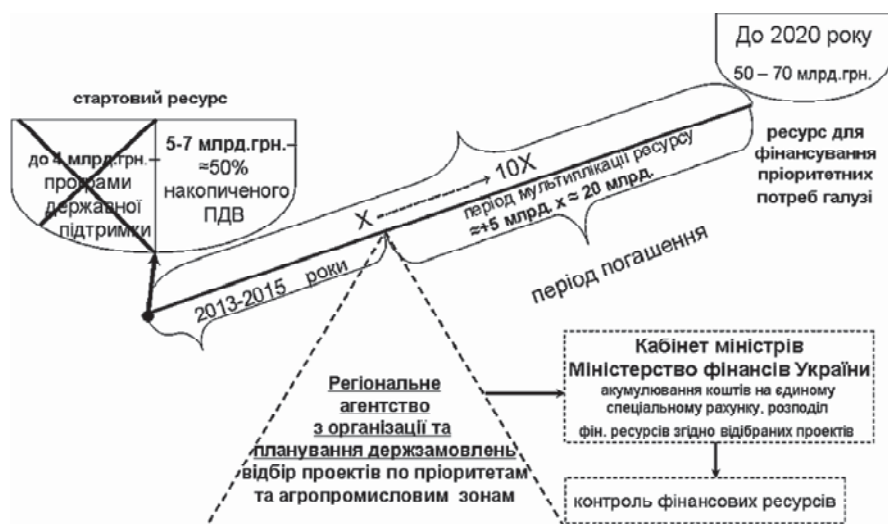 До 2020 року
50 – 70 млрд.грн.
стартовий ресурс
до 4 млрд.грн.
програми
державної
підтримки
5-7 млрд.грн.
≈50%
накопиченого
ПДВ
ресурс для
фінансування
пріоритетних
потреб галузі
X
10X
період мультиплікації ресурсу
≈+5 млрд. х ≈ 20 млрд.
2013-2015 роки
період погашення
Регіональне
агентство
з організації та
планування держзамовлень
відбір проектів по пріоритетам
та агропромисловим зонам
Кабінет міністрів
Міністерство фінансів України
акумулювання коштів на єдиному
спеціальному рахунку, розподіл
фін. ресурсів згідно відібраних проектів
контроль фінансових ресурсів